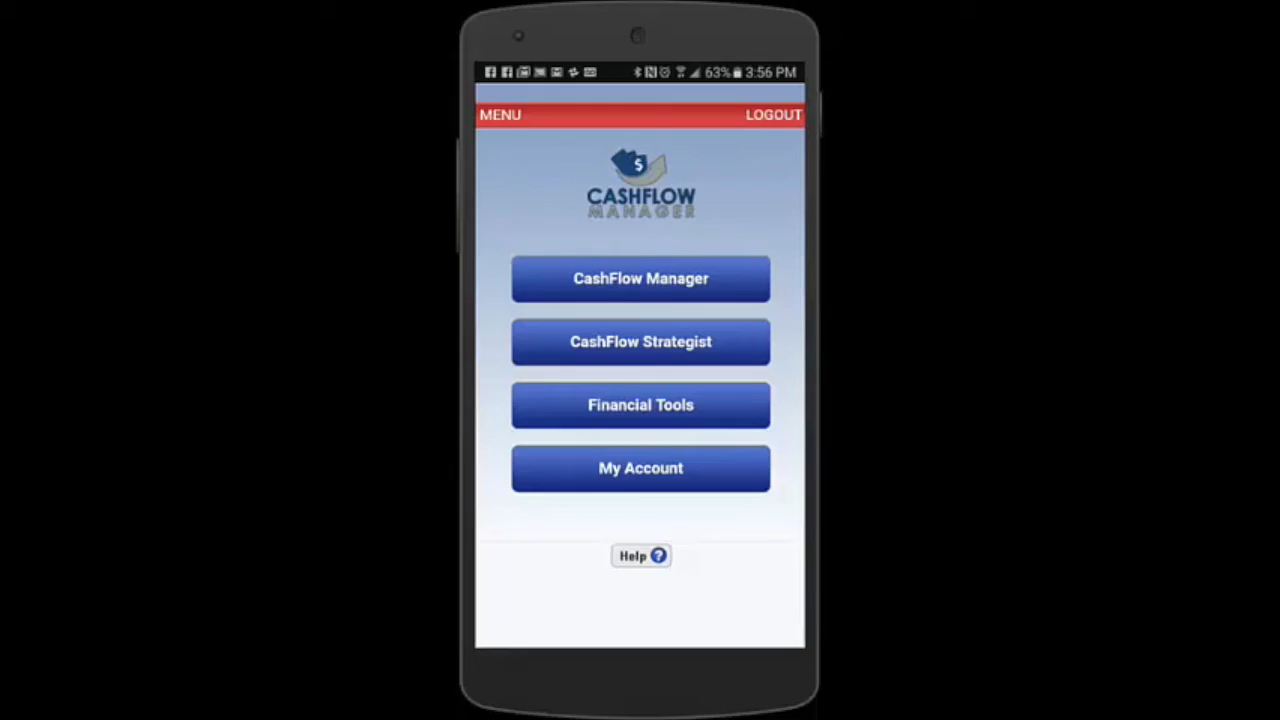 63% 3:56 PM
MENU LOGOUT
$
CASHFLOW
MANAGER
CashFlow Manager
CashFlow Strategist
Financial Tools
My Account
Help ?